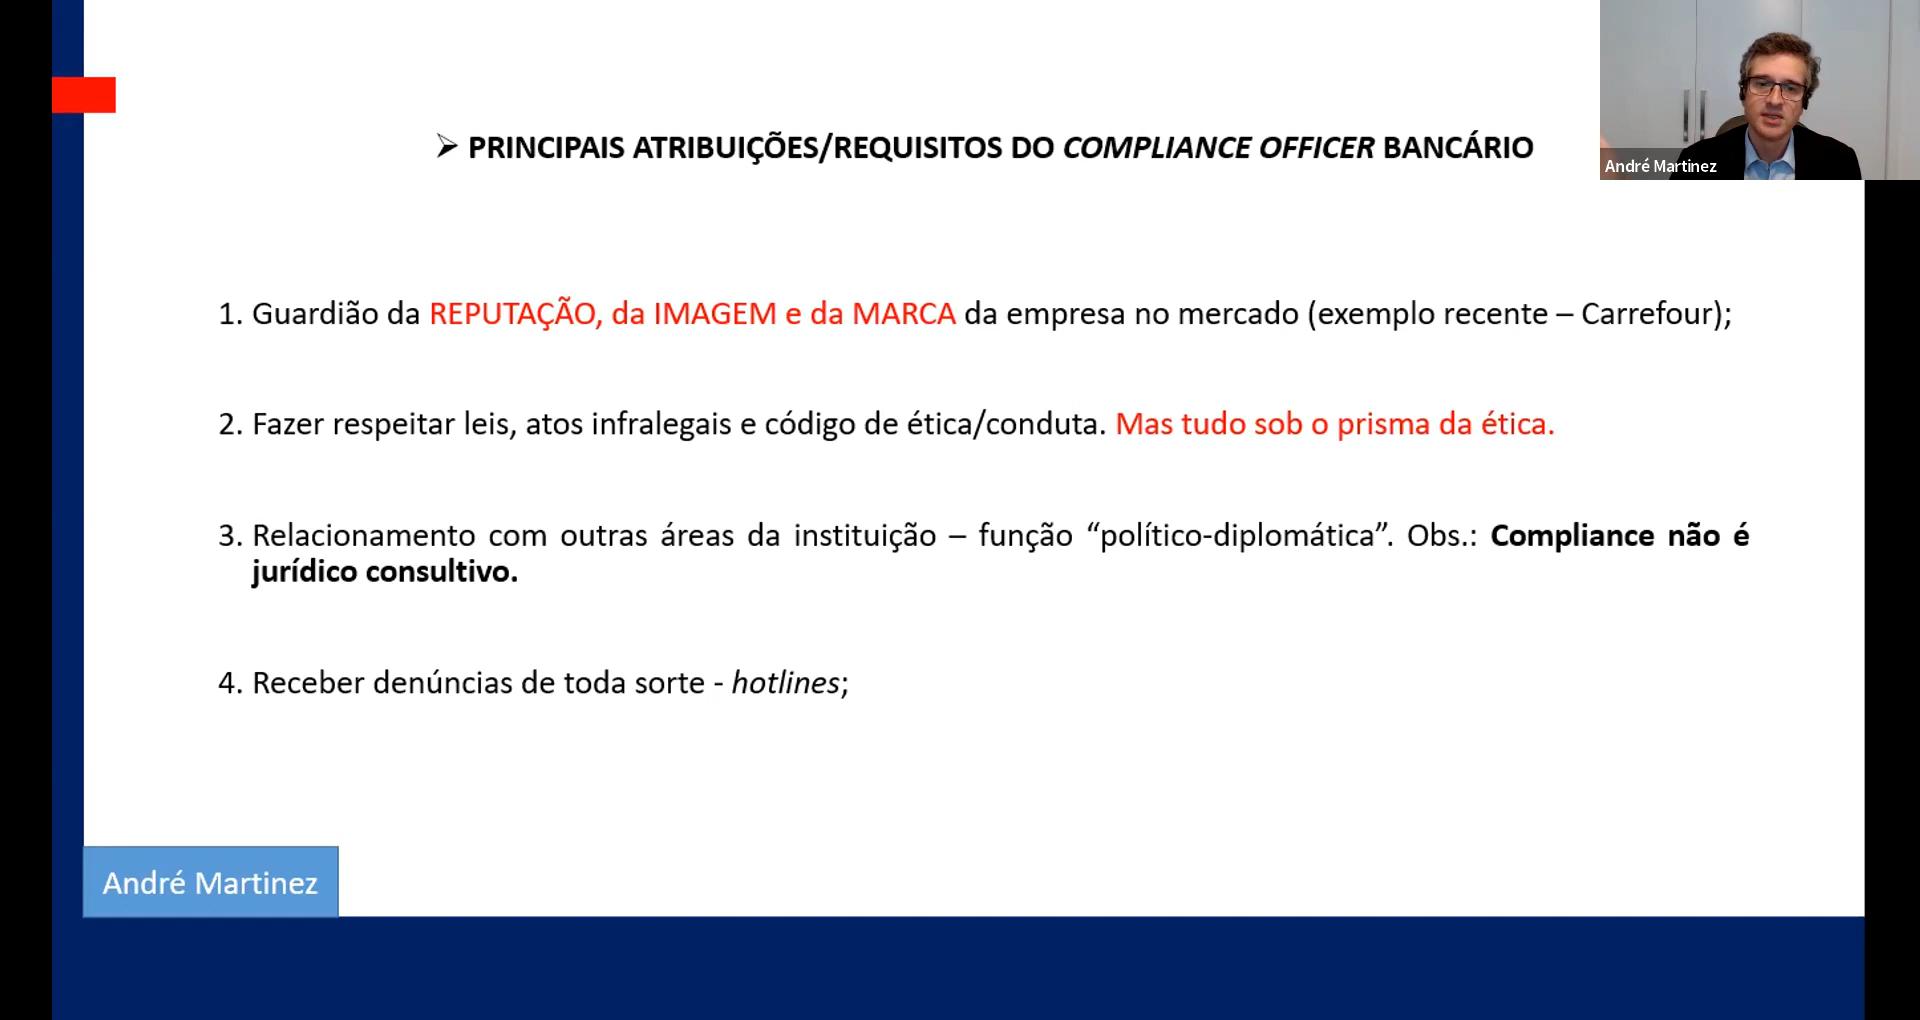 ➢ PRINCIPAIS ATRIBUIÇÕES/REQUISITOS DO COMPLIANCE OFFICER BANCÁRIO
André Martinez
1. Guardião da REPUTAÇÃO, da IMAGEM e da MARCA da empresa no mercado (exemplo recente – Carrefour);
2. Fazer respeitar leis, atos infralegais e código de ética/conduta. Mas tudo sob o prisma da ética.
3. Relacionamento com outras áreas da instituição – função “político-diplomática”. Obs.: Compliance não é
jurídico consultivo.
4. Receber denúncias de toda sorte - hotlines;
André Martinez